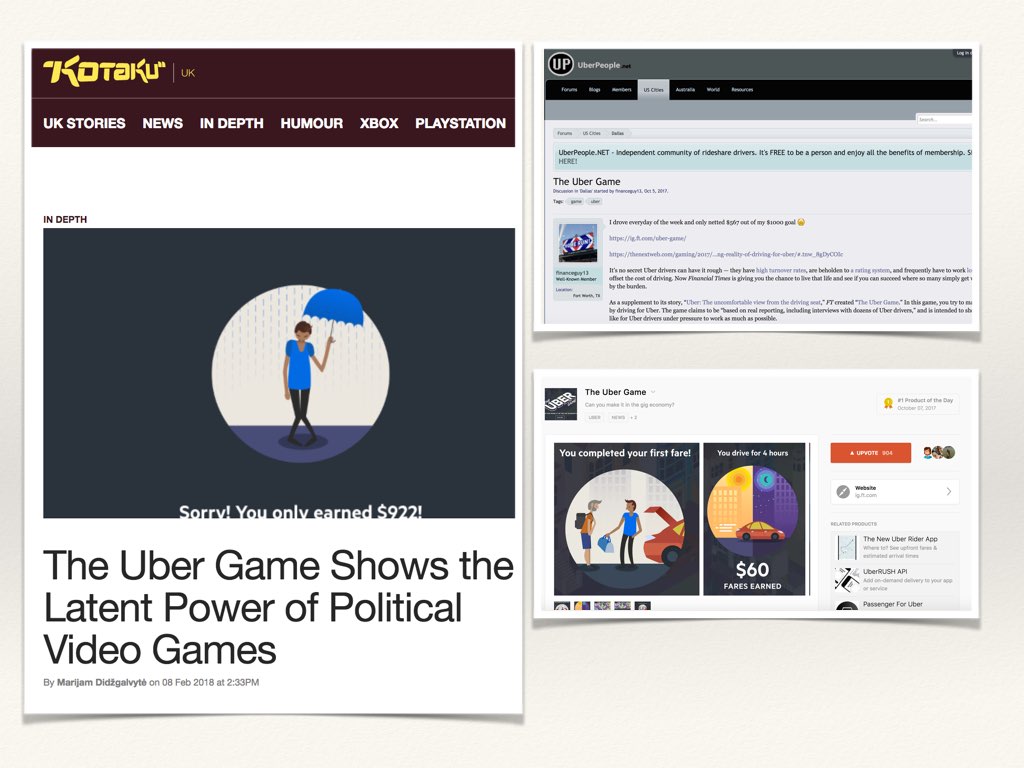 KOTAKU UK
UK STORIES NEWS IN DEPTH HUMOUR XBOX PLAYSTATION
IN DEPTH
Sorry! You only earned $922!
The Uber Game Shows the
Latent Power of Political
Video Games
By Marijam Didžgalvytė on 08 Feb 2018 at 2:33PM
Log in
UP UberPeople.net
Forums Blogs Members US Cities Australia World Resources
Search...
Forums US Cities Dallas
UberPeople.NET - Independent community of rideshare drivers. It's FREE to be a person and enjoy all the benefits of membership.
HERE!
The Uber Game
Discussion in 'Dallas' started by financeguy13, Oct 5, 2017.
Tags: game uber
I drove everyday of the week and only netted $567 out of my $1000 goal
https://ig.ft.com/uber-game/
https://thenextweb.com/gaming/2017/...ng-reality-of-driving-for-uber/#.tnw_8gDyCOIc
financeguy13
Well-Known Member
Location:
Fort Worth, TX
It's no secret Uber drivers can have it rough — they have high turnover rates, are beholden to a rating system, and frequently have to work
offset the cost of driving. Now Financial Times is giving you the chance to live that life and see if you can succeed where so many simply get
by the burden.
As a supplement to its story, "Uber: The uncomfortable view from the driving seat," FT created "The Uber Game." In this game, you try to
by driving for Uber. The game claims to be "based on real reporting, including interviews with dozens of Uber drivers," and is intended to
like for Uber drivers under pressure to work as much as possible.
THE UBER GAME
The Uber Game
Can you make it in the gig economy?
UBER NEWS + 2
#1 Product of the Day
October 07, 2017
You completed your first fare!
You drive for 4 hours
$60
FARES EARNED
UPVOTE 904
Website
ig.ft.com
RELATED PRODUCTS
The New Uber Rider App
Where to? See upfront fares &
estimated arrival times
UberRUSH API
Add on-demand delivery to your app
or service
Passenger For Uber